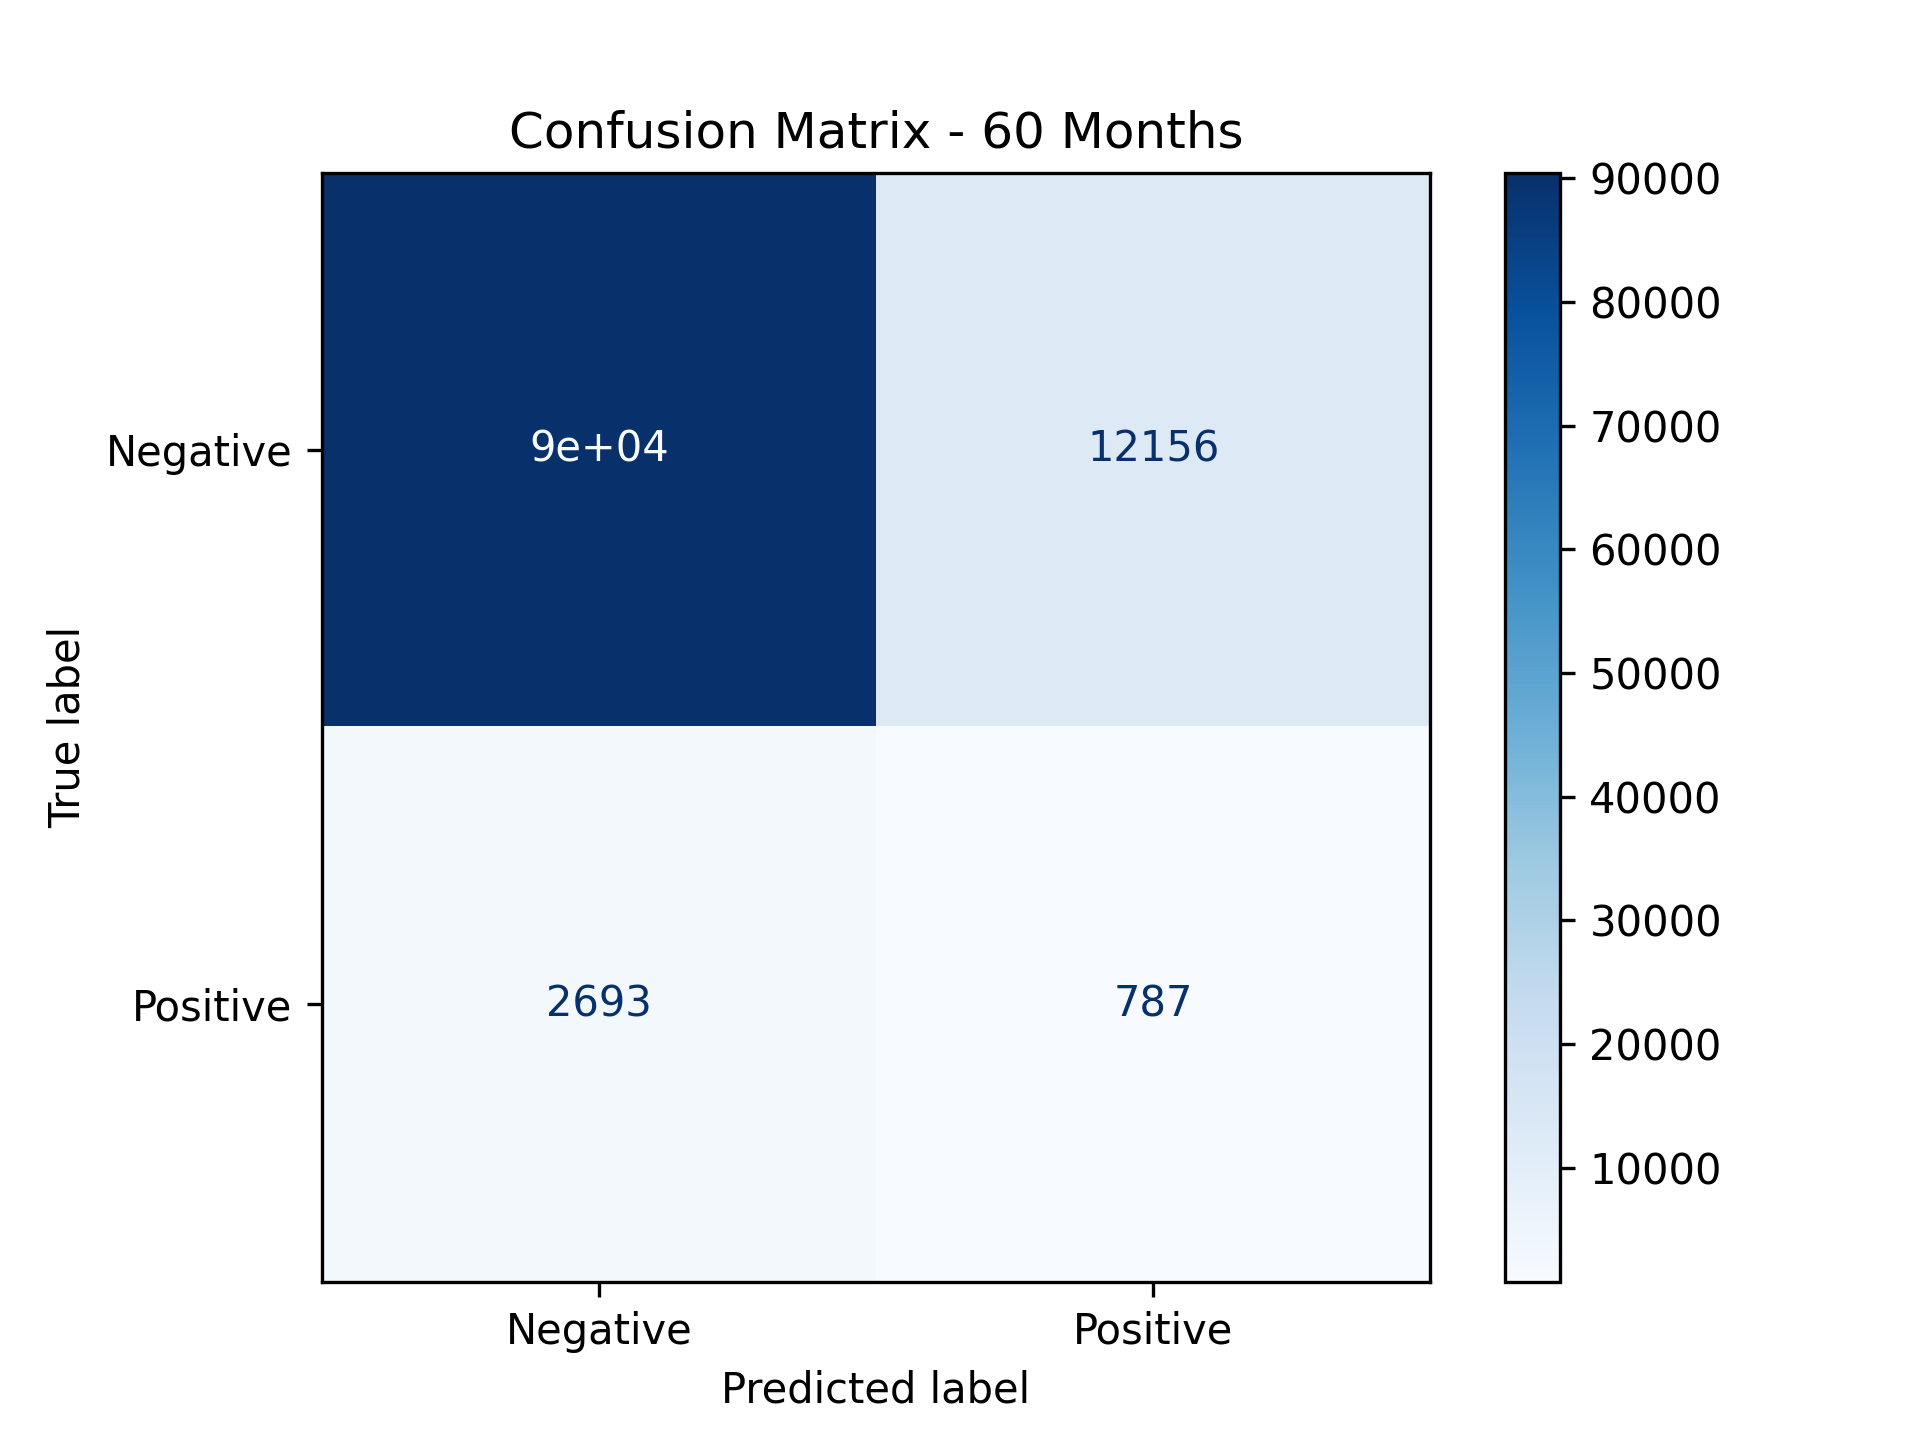 Confusion Matrix - 60 Months
True label
Negative
Positive
9e+04
12156
2693
787
Negative
Positive
Predicted label
90000
80000
70000
60000
50000
40000
30000
20000
10000